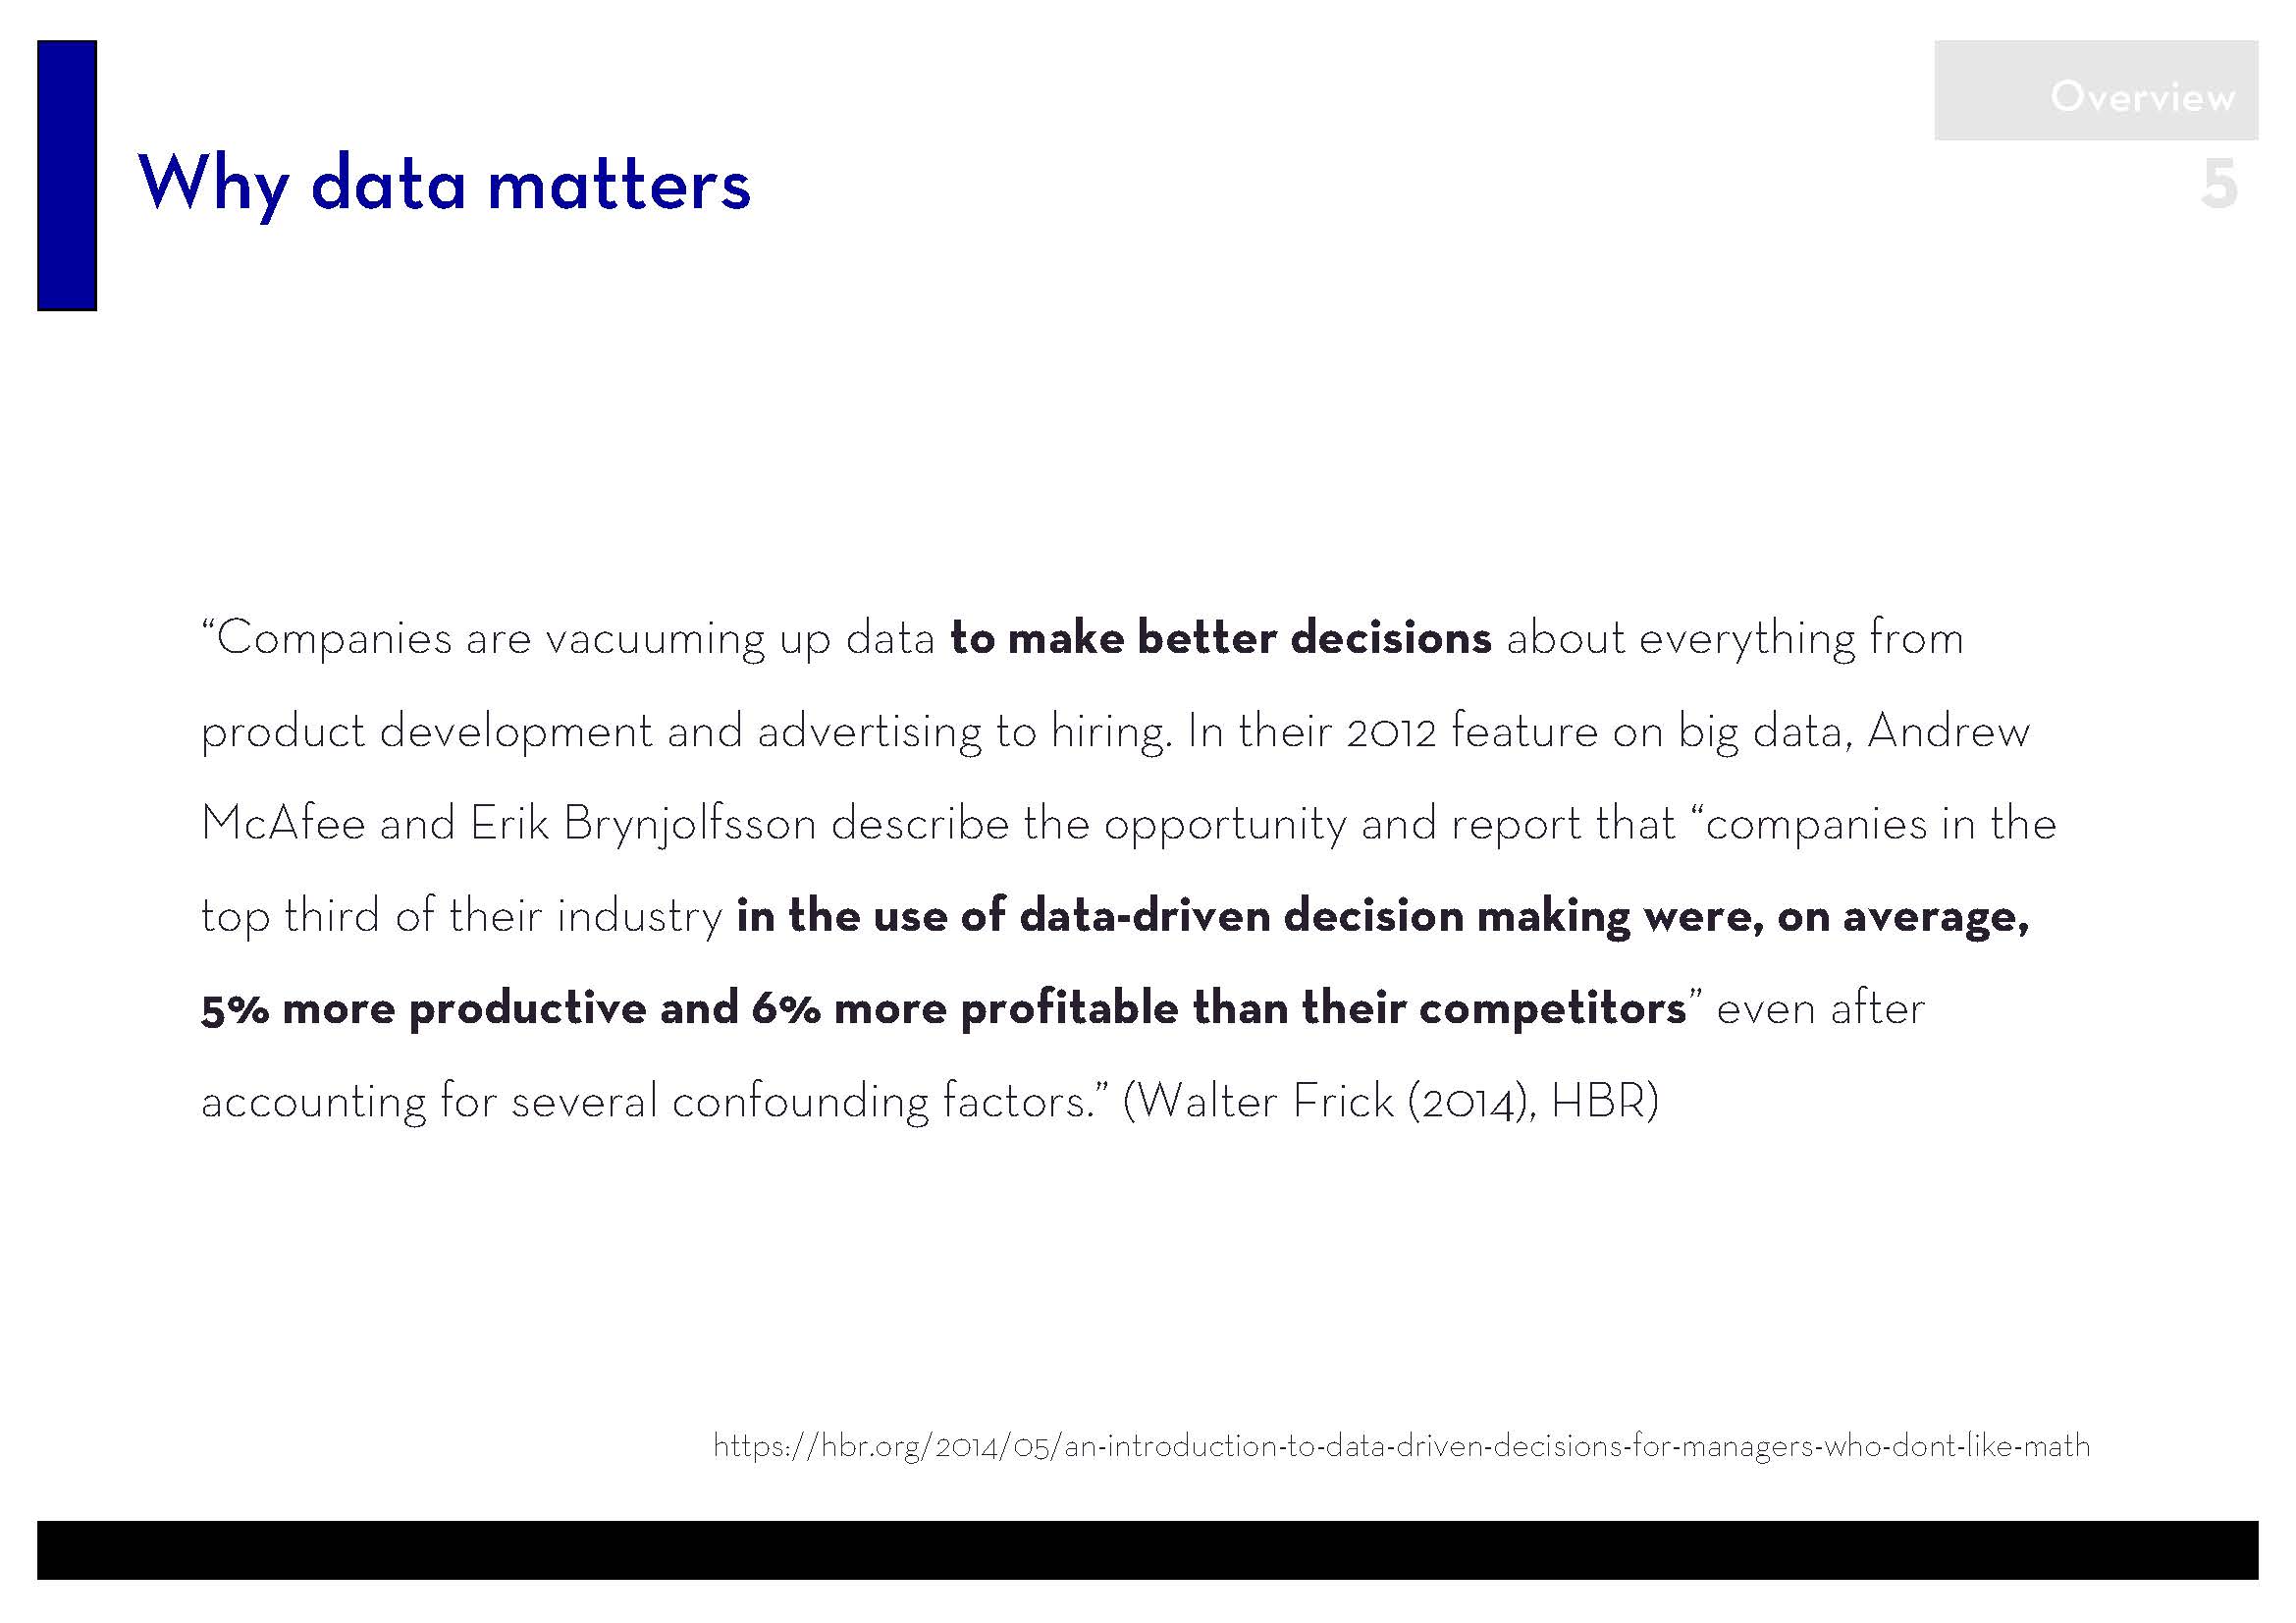 Overview
Why data matters
5
“Companies are vacuuming up data to make better decisions about everything from
product development and advertising to hiring. In their 2012 feature on big data, Andrew
McAfee and Erik Brynjolfsson describe the opportunity and report that “companies in the
top third of their industry in the use of data-driven decision making were, on average,
5% more productive and 6% more profitable than their competitors” even after
accounting for several confounding factors.” (Walter Frick (2014), HBR)
https://hbr.org/2014/05/an-introduction-to-data-driven-decisions-for-managers-who-dont-like-math